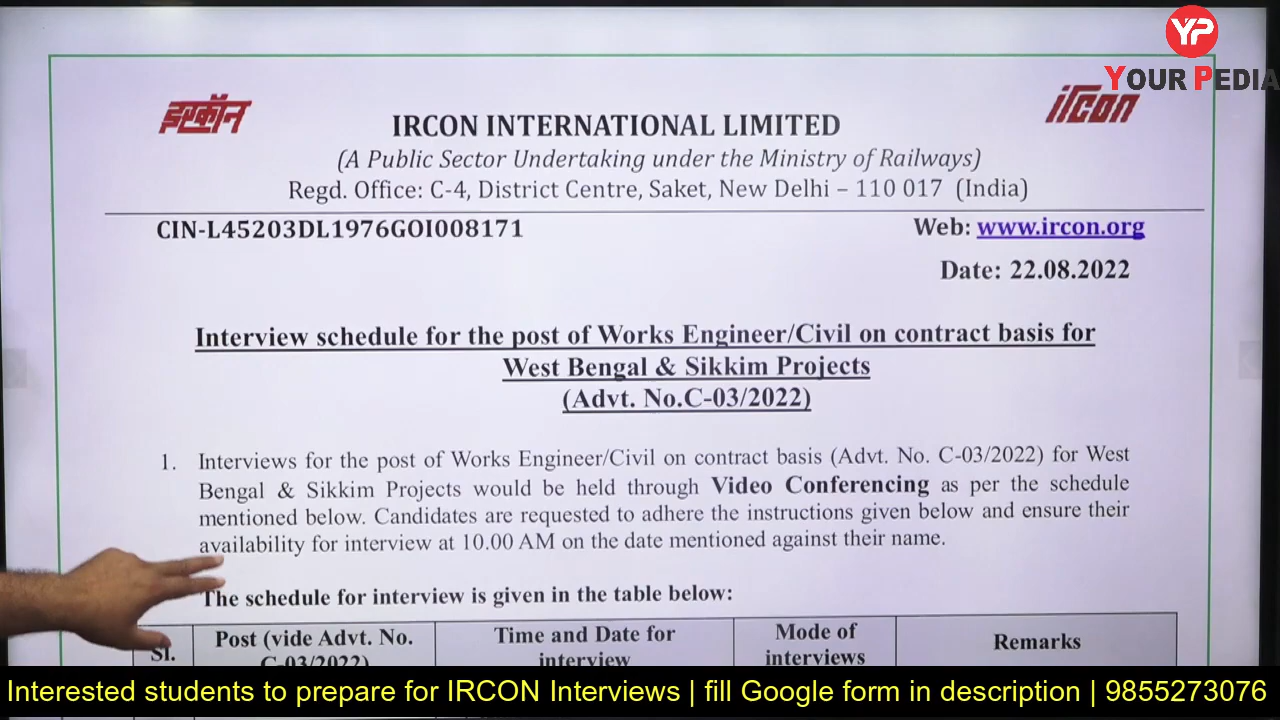 YP
YOUR PEDIA
इरकॉन
ircon
IRCON INTERNATIONAL LIMITED
(A Public Sector Undertaking under the Ministry of Railways)
Regd. Office: C-4, District Centre, Saket, New Delhi – 110 017 (India)
CIN-L45203DL1976GOI008171
Web: www.ircon.org
Date: 22.08.2022
Interview schedule for the post of Works Engineer/Civil on contract basis for
West Bengal & Sikkim Projects
(Advt. No.C-03/2022)
1. Interviews for the post of Works Engineer/Civil on contract basis (Advt. No. C-03/2022) for West
Bengal & Sikkim Projects would be held through Video Conferencing as per the schedule
mentioned below. Candidates are requested to adhere the instructions given below and ensure their
availability for interview at 10.00 AM on the date mentioned against their name.
The schedule for interview is given in the table below:
Sl.
Post (vide Advt. No.
C-03/2022)
Time and Date for
interview
Mode of
interviews
Remarks
Interested students to prepare for IRCON Interviews | fill Google form in description | 9855273076